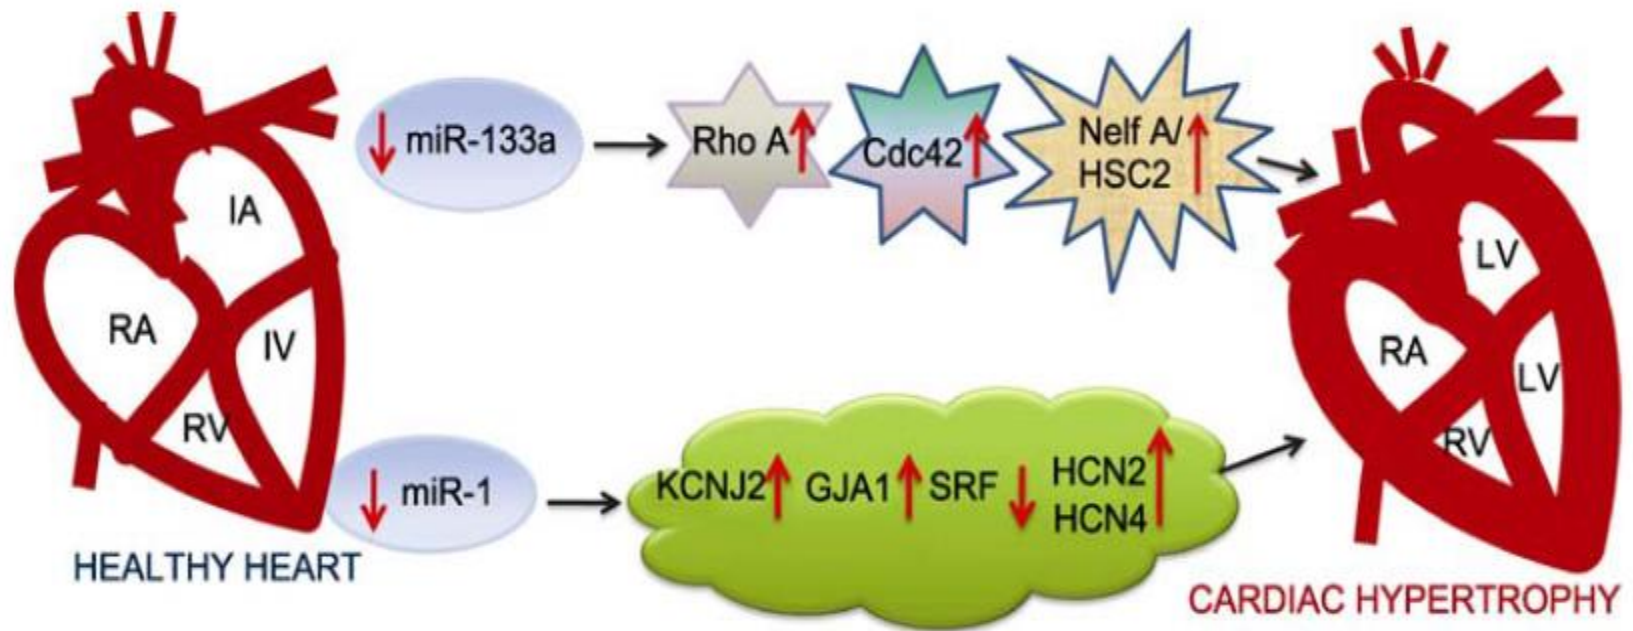 IA
RA
IV
RV
HEALTHY HEART
miR-133a
Rho A
Cdc42
Nelf A/
HSC2
miR-1
KCNJ2
GJA1
SRF
HCN2
HCN4
LV
RA
LV
RV
CARDIAC HYPERTROPHY